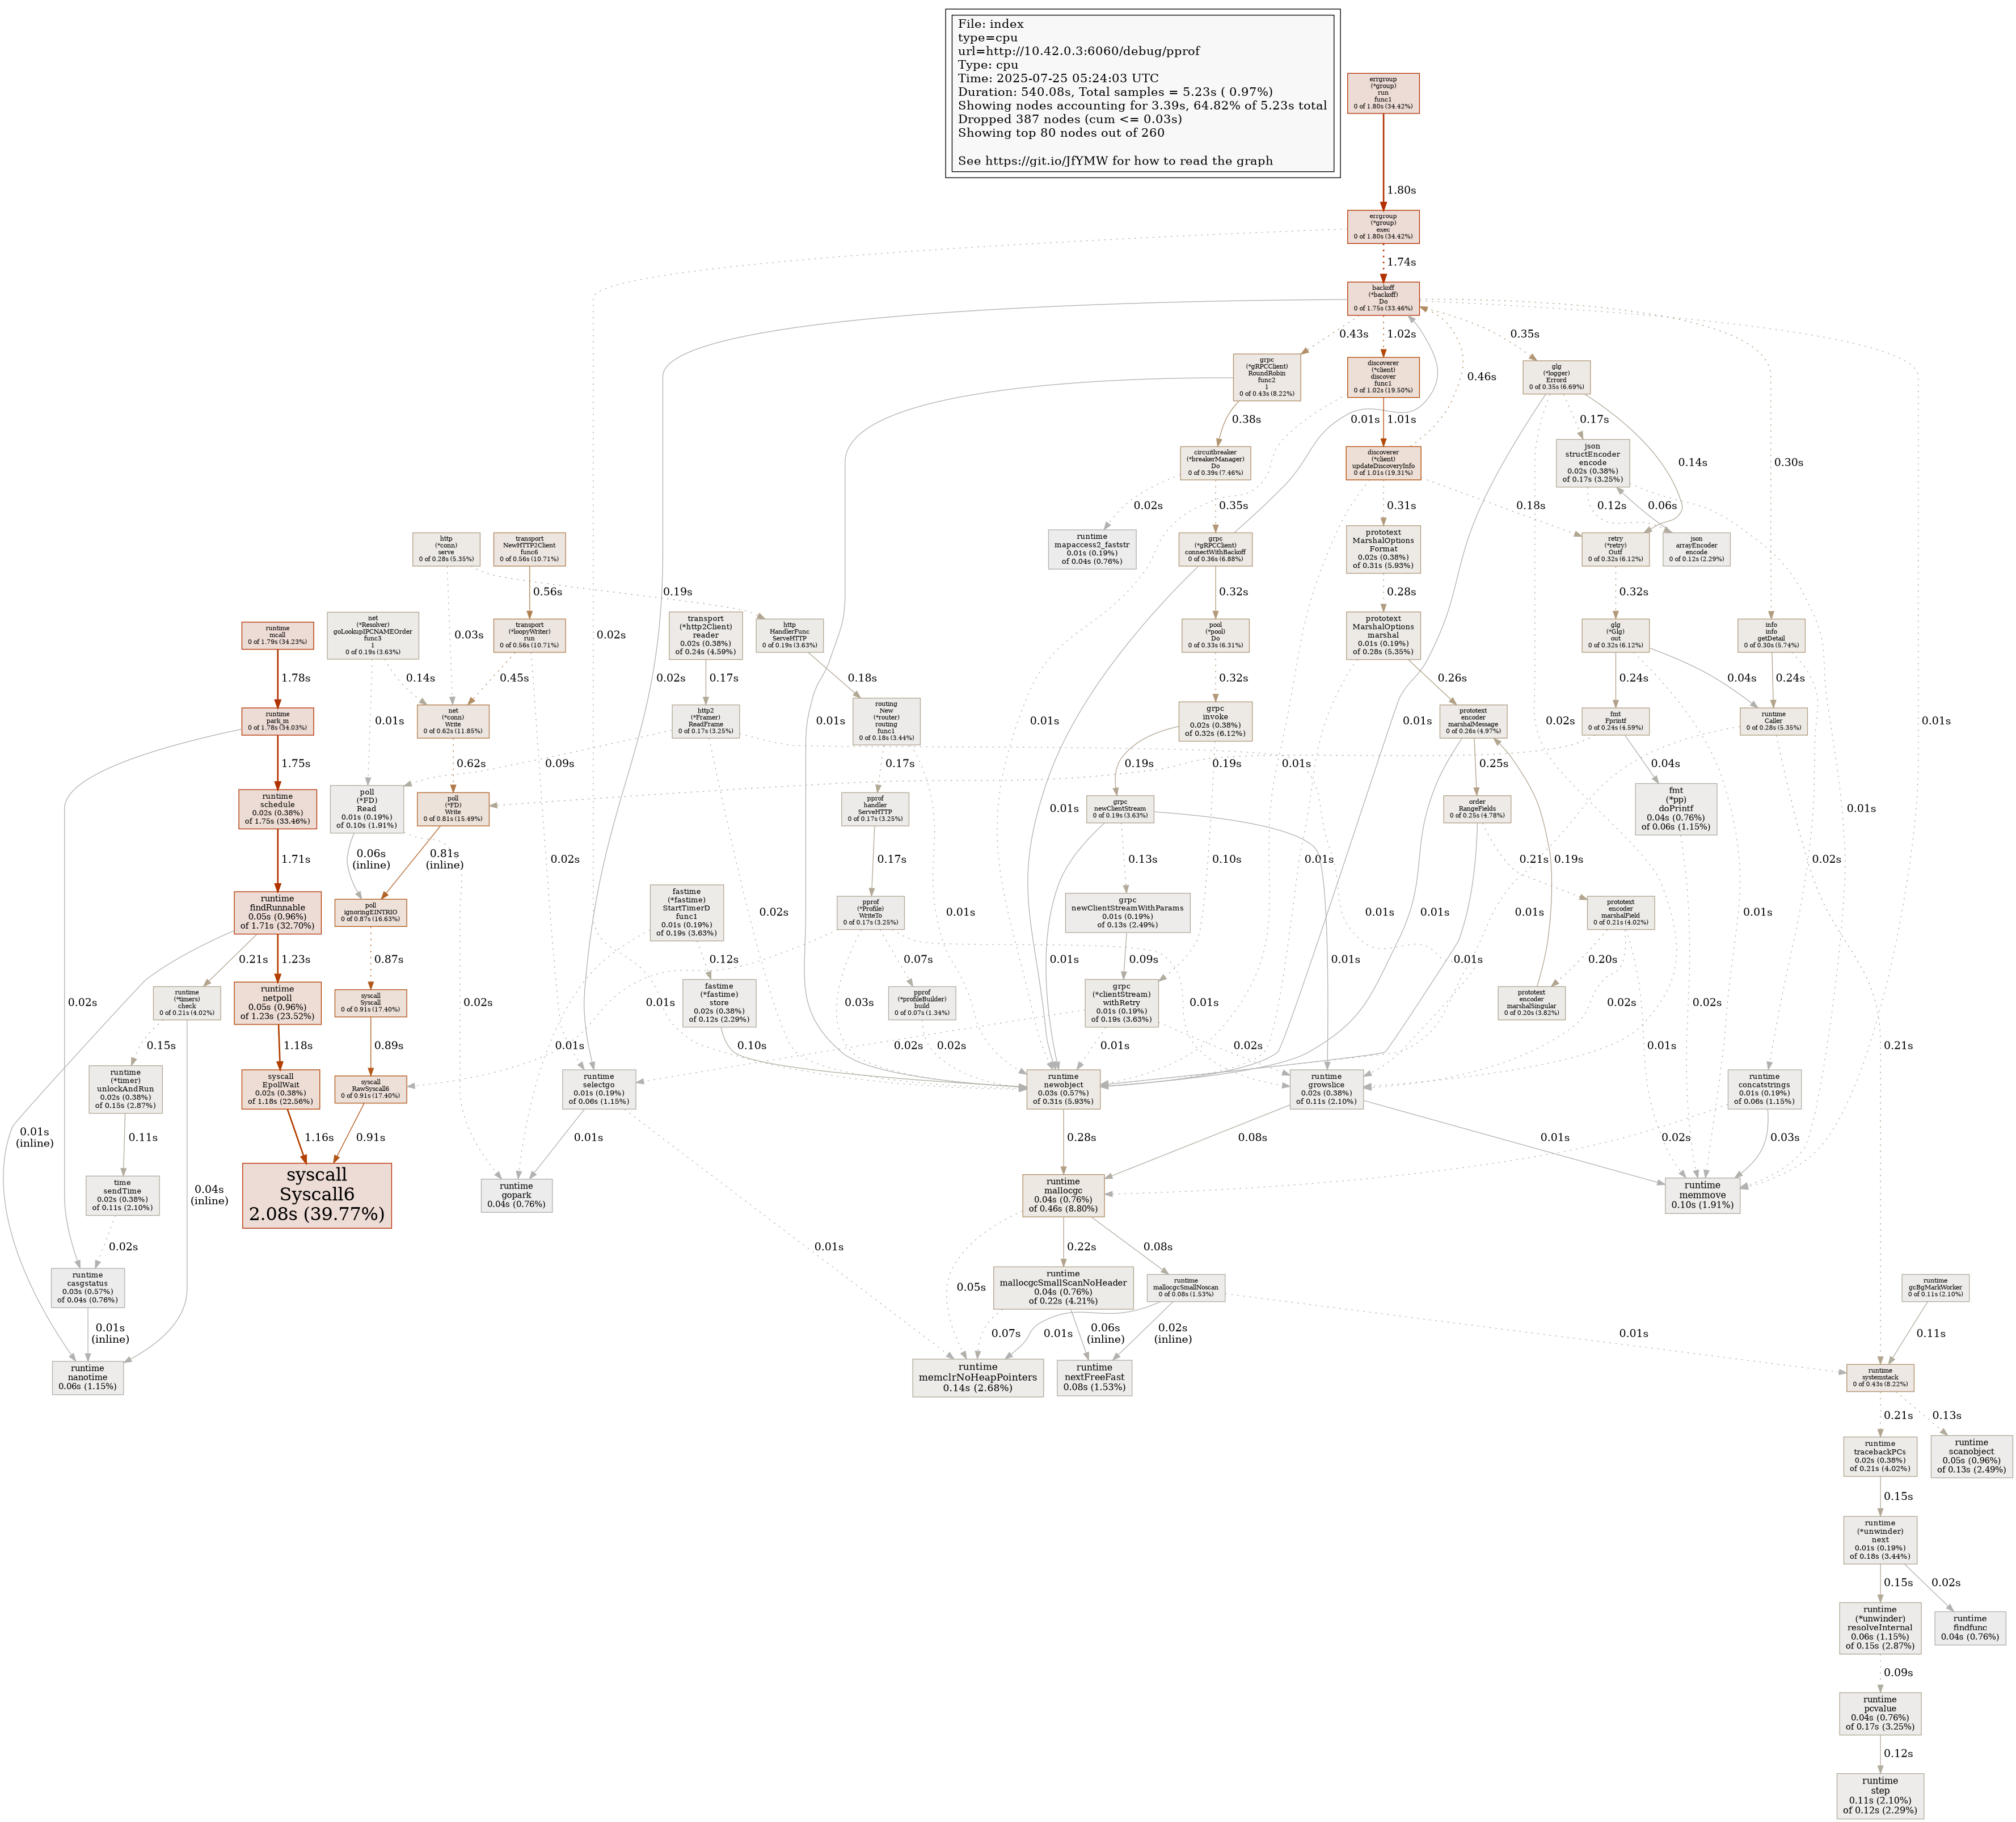 File: index
type=cpu
url=http://10.42.0.3:6060/debug/pprof
Type: cpu
Time: 2025-07-25 05:24:03 UTC
Duration: 540.08s, Total samples = 5.23s ( 0.97%)
Showing nodes accounting for 3.39s, 64.82% of 5.23s total
Dropped 387 nodes (cum <= 0.03s)
Showing top 80 nodes out of 260
See https://git.io/JfYMW for how to read the graph
errgroup
(*group)
run
func1
0 of 1.80s (34.42%)
1.80s
errgroup
(*group)
exec
0 of 1.80s (34.42%)
1.74s
backoff
(*backoff)
Do
0 of 1.75s (33.46%)
0.43s
1.02s
0.46s
0.35s
grpc
(*gRPCClient)
RoundRobin
func2
1
0 of 0.43s (8.22%)
discoverer
(*client)
discover
func1
0 of 1.02s (19.50%)
glg
(*logger)
Errord
0 of 0.35s (6.69%)
0.38s
0.01s
1.01s
0.17s
0.14s
0.30s
circuitbreaker
(*breakerManager)
Do
0 of 0.39s (7.46%)
discoverer
(*client)
updateDiscoveryInfo
0 of 1.01s (19.31%)
json
structEncoder
encode
0.02s (0.38%)
of 0.17s (3.25%)
0.02s
0.35s
0.31s
0.18s
0.12s
0.06s
http
(*conn)
serve
0 of 0.28s (5.35%)
transport
NewHTTP2Client
func6
0 of 0.56s (10.71%)
runtime
mapaccess2_faststr
0.01s (0.19%)
of 0.04s (0.76%)
grpc
(*gRPCClient)
connectWithBackoff
0 of 0.36s (6.88%)
prototext
MarshalOptions
Format
0.02s (0.38%)
of 0.31s (5.93%)
retry
(*retry)
Outf
0 of 0.32s (6.12%)
json
arrayEncoder
encode
0 of 0.12s (2.29%)
0.56s
0.19s
0.32s
0.28s
0.32s
runtime
mcall
0 of 1.79s (34.23%)
net
(*Resolver)
goLookupIPCNAMEOrder
func3
1
0 of 0.19s (3.63%)
0.03s
transport
(*loopyWriter)
run
0 of 0.56s (10.71%)
0.02s
transport
(*http2Client)
reader
0.02s (0.38%)
of 0.24s (4.59%)
http
HandlerFunc
ServeHTTP
0 of 0.19s (3.63%)
pool
(*pool)
Do
0 of 0.33s (6.31%)
prototext
MarshalOptions
marshal
0.01s (0.19%)
of 0.28s (5.35%)
glg
(*Glg)
out
0 of 0.32s (6.12%)
info
info
getDetail
0 of 0.30s (5.74%)
1.78s
0.14s
0.45s
0.02s
0.17s
0.18s
0.32s
0.26s
0.24s
0.04s
0.24s
runtime
park_m
0 of 1.78s (34.03%)
0.01s
net
(*conn)
Write
0 of 0.62s (11.85%)
http2
(*Framer)
ReadFrame
0 of 0.17s (3.25%)
0.01s
routing
New
(*router)
routing
func1
0 of 0.18s (3.44%)
0.01s
grpc
invoke
0.02s (0.38%)
of 0.32s (6.12%)
prototext
encoder
marshalMessage
0 of 0.26s (4.97%)
0.01s
0.02s
fmt
Fprintf
0 of 0.24s (4.59%)
runtime
Caller
0 of 0.28s (5.35%)
0.01s
1.75s
0.62s
0.09s
0.17s
0.19s
0.19s
0.25s
0.04s
runtime
schedule
0.02s (0.38%)
of 1.75s (33.46%)
poll
(*FD)
Read
0.01s (0.19%)
of 0.10s (1.91%)
poll
(*FD)
Write
0 of 0.81s (15.49%)
pprof
handler
ServeHTTP
0 of 0.17s (3.25%)
0.01s
grpc
newClientStream
0 of 0.19s (3.63%)
0.01s
order
RangeFields
0 of 0.25s (4.78%)
fmt
(*pp)
doPrintf
0.04s (0.76%)
of 0.06s (1.15%)
0.01s
1.71s
0.06s
(inline)
0.81s
(inline)
0.02s
0.17s
0.13s
0.10s
0.01s
0.21s
0.19s
0.02s
runtime
findRunnable
0.05s (0.96%)
of 1.71s (32.70%)
poll
ignoringEINTRIO
0 of 0.87s (16.63%)
fastime
(*fastime)
StartTimerD
func1
0.01s (0.19%)
of 0.19s (3.63%)
0.02s
pprof
(*Profile)
WriteTo
0 of 0.17s (3.25%)
0.01s
grpc
newClientStreamWithParams
0.01s (0.19%)
of 0.13s (2.49%)
0.01s
0.01s
0.01s
0.01s
prototext
encoder
marshalField
0 of 0.21s (4.02%)
0.01s
0.21s
1.23s
0.87s
0.12s
0.07s
0.09s
0.20s
0.02s
runtime
(*timers)
check
0 of 0.21s (4.02%)
runtime
netpoll
0.05s (0.96%)
of 1.23s (23.52%)
syscall
Syscall
0 of 0.91s (17.40%)
0.02s
0.01s
fastime
(*fastime)
store
0.02s (0.38%)
of 0.12s (2.29%)
0.03s
pprof
(*profileBuilder)
build
0 of 0.07s (1.34%)
0.01s
grpc
(*clientStream)
withRetry
0.01s (0.19%)
of 0.19s (3.63%)
0.01s
0.01s
prototext
encoder
marshalSingular
0 of 0.20s (3.82%)
0.02s
0.02s
0.15s
1.18s
0.89s
0.01s
0.10s
0.02s
0.02s
0.01s
0.02s
0.01s
0.21s
runtime
(*timer)
unlockAndRun
0.02s (0.38%)
of 0.15s (2.87%)
syscall
EpollWait
0.02s (0.38%)
of 1.18s (22.56%)
syscall
RawSyscall6
0 of 0.91s (17.40%)
runtime
selectgo
0.01s (0.19%)
of 0.06s (1.15%)
runtime
newobject
0.03s (0.57%)
of 0.31s (5.93%)
runtime
growslice
0.02s (0.38%)
of 0.11s (2.10%)
runtime
concatstrings
0.01s (0.19%)
of 0.06s (1.15%)
0.01s
(inline)
0.11s
1.16s
0.91s
0.01s
0.28s
0.08s
0.01s
0.02s
0.03s
time
sendTime
0.02s (0.38%)
of 0.11s (2.10%)
0.04s
(inline)
syscall
Syscall6
2.08s (39.77%)
runtime
gopark
0.04s (0.76%)
runtime
mallocgc
0.04s (0.76%)
of 0.46s (8.80%)
runtime
memmove
0.10s (1.91%)
0.02s
0.01s
0.22s
0.08s
runtime
casgstatus
0.03s (0.57%)
of 0.04s (0.76%)
0.05s
runtime
mallocgcSmallScanNoHeader
0.04s (0.76%)
of 0.22s (4.21%)
runtime
mallocgcSmallNoscan
0 of 0.08s (1.53%)
runtime
gcBgMarkWorker
0 of 0.11s (2.10%)
0.01s
(inline)
0.07s
0.01s
0.06s
(inline)
0.02s
(inline)
0.01s
0.11s
runtime
nanotime
0.06s (1.15%)
runtime
memclrNoHeapPointers
0.14s (2.68%)
runtime
nextFreeFast
0.08s (1.53%)
runtime
systemstack
0 of 0.43s (8.22%)
0.21s
0.13s
runtime
tracebackPCs
0.02s (0.38%)
of 0.21s (4.02%)
runtime
scanobject
0.05s (0.96%)
of 0.13s (2.49%)
0.15s
runtime
(*unwinder)
next
0.01s (0.19%)
of 0.18s (3.44%)
0.15s
0.02s
runtime
(*unwinder)
resolveInternal
0.06s (1.15%)
of 0.15s (2.87%)
runtime
findfunc
0.04s (0.76%)
0.09s
runtime
pcvalue
0.04s (0.76%)
of 0.17s (3.25%)
0.12s
runtime
step
0.11s (2.10%)
of 0.12s (2.29%)